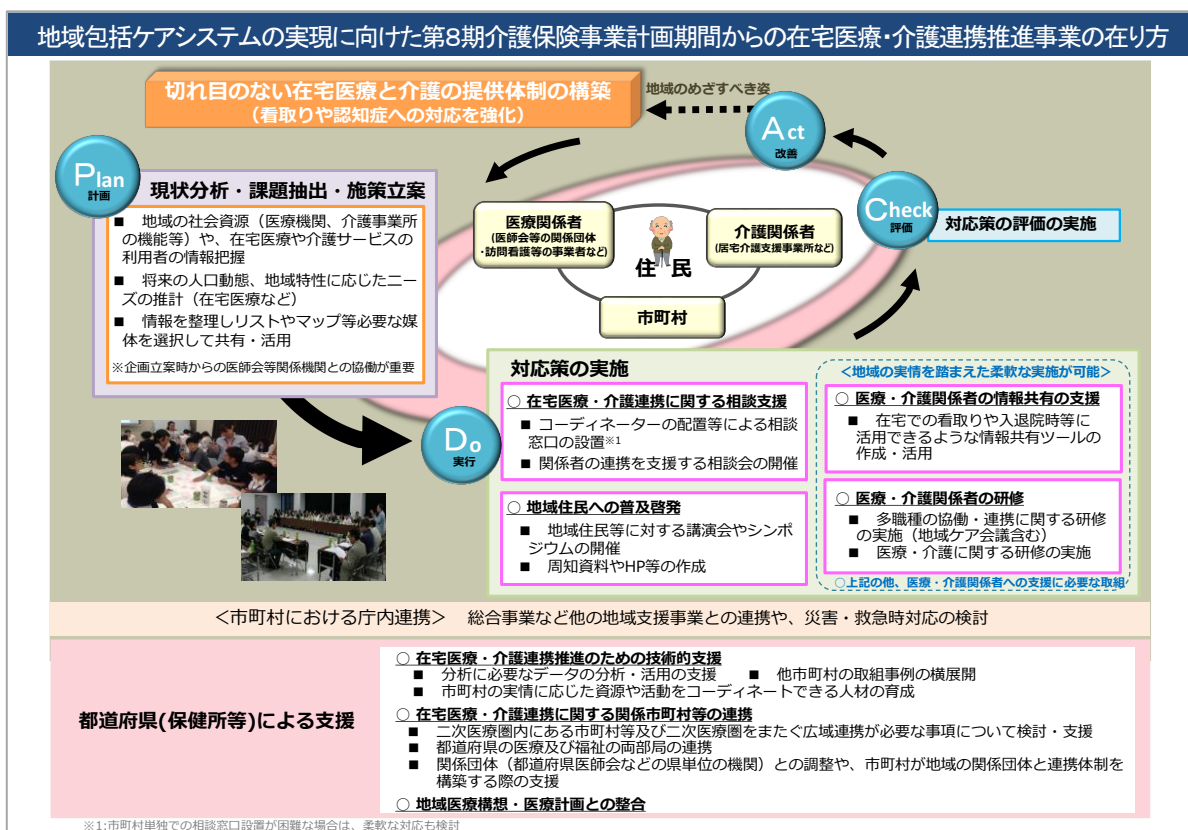 地域包括ケアシステムの実現に向けた第8期介護保険事業計画期間からの在宅医療・介護連携推進事業の在り方
切れ目のない在宅医療と介護の提供体制の構築
（看取りや認知症への対応を強化）
地域のめざすべき姿
Act
改善
Plan
計画
現状分析・課題抽出・施策立案
■ 地域の社会資源（医療機関、介護事業所
の機能等）や、在宅医療や介護サービスの
利用者の情報把握
■ 将来の人口動態、地域特性に応じたニー
ズの推計（在宅医療など）
■ 情報を整理しリストやマップ等必要な媒
体を選択して共有・活用
※企画立案時からの医師会等関係機関との協働が重要
医療関係者
(医師会等の関係団体
・訪問看護等の事業者など)
介護関係者
(居宅介護支援事業所など)
住 民
市町村
Check
評価
対応策の評価の実施
Do
実行
対応策の実施
○ 在宅医療・介護連携に関する相談支援
■ コーディネーターの配置等による相談
窓口の設置※1
■ 関係者の連携を支援する相談会の開催
○ 地域住民への普及啓発
■ 地域住民等に対する講演会やシンポ
ジウムの開催
■ 周知資料やHP等の作成
＜地域の実情を踏まえた柔軟な実施が可能＞
○ 医療・介護関係者の情報共有の支援
■ 在宅での看取りや入退院時等に
活用できるような情報共有ツールの
作成・活用
○ 医療・介護関係者の研修
■ 多職種の協働・連携に関する研修
の実施（地域ケア会議含む）
■ 医療・介護に関する研修の実施
○上記の他、医療・介護関係者への支援に必要な取組
＜市町村における庁内連携＞ 総合事業など他の地域支援事業との連携や、災害・救急時対応の検討
都道府県(保健所等)による支援
○ 在宅医療・介護連携推進のための技術的支援
■ 分析に必要なデータの分析・活用の支援 ■ 他市町村の取組事例の横展開
■ 市町村の実情に応じた資源や活動をコーディネートできる人材の育成
○ 在宅医療・介護連携に関する関係市町村等の連携
■ 二次医療圏内にある市町村等及び二次医療圏をまたぐ広域連携が必要な事項について検討・支援
■ 都道府県の医療及び福祉の両部局の連携
■ 関係団体（都道府県医師会などの県単位の機関）との調整や、市町村が地域の関係団体と連携体制を
構築する際の支援
○ 地域医療構想・医療計画との整合
※1:市町村単独での相談窓口設置が困難な場合は、柔軟な対応も検討